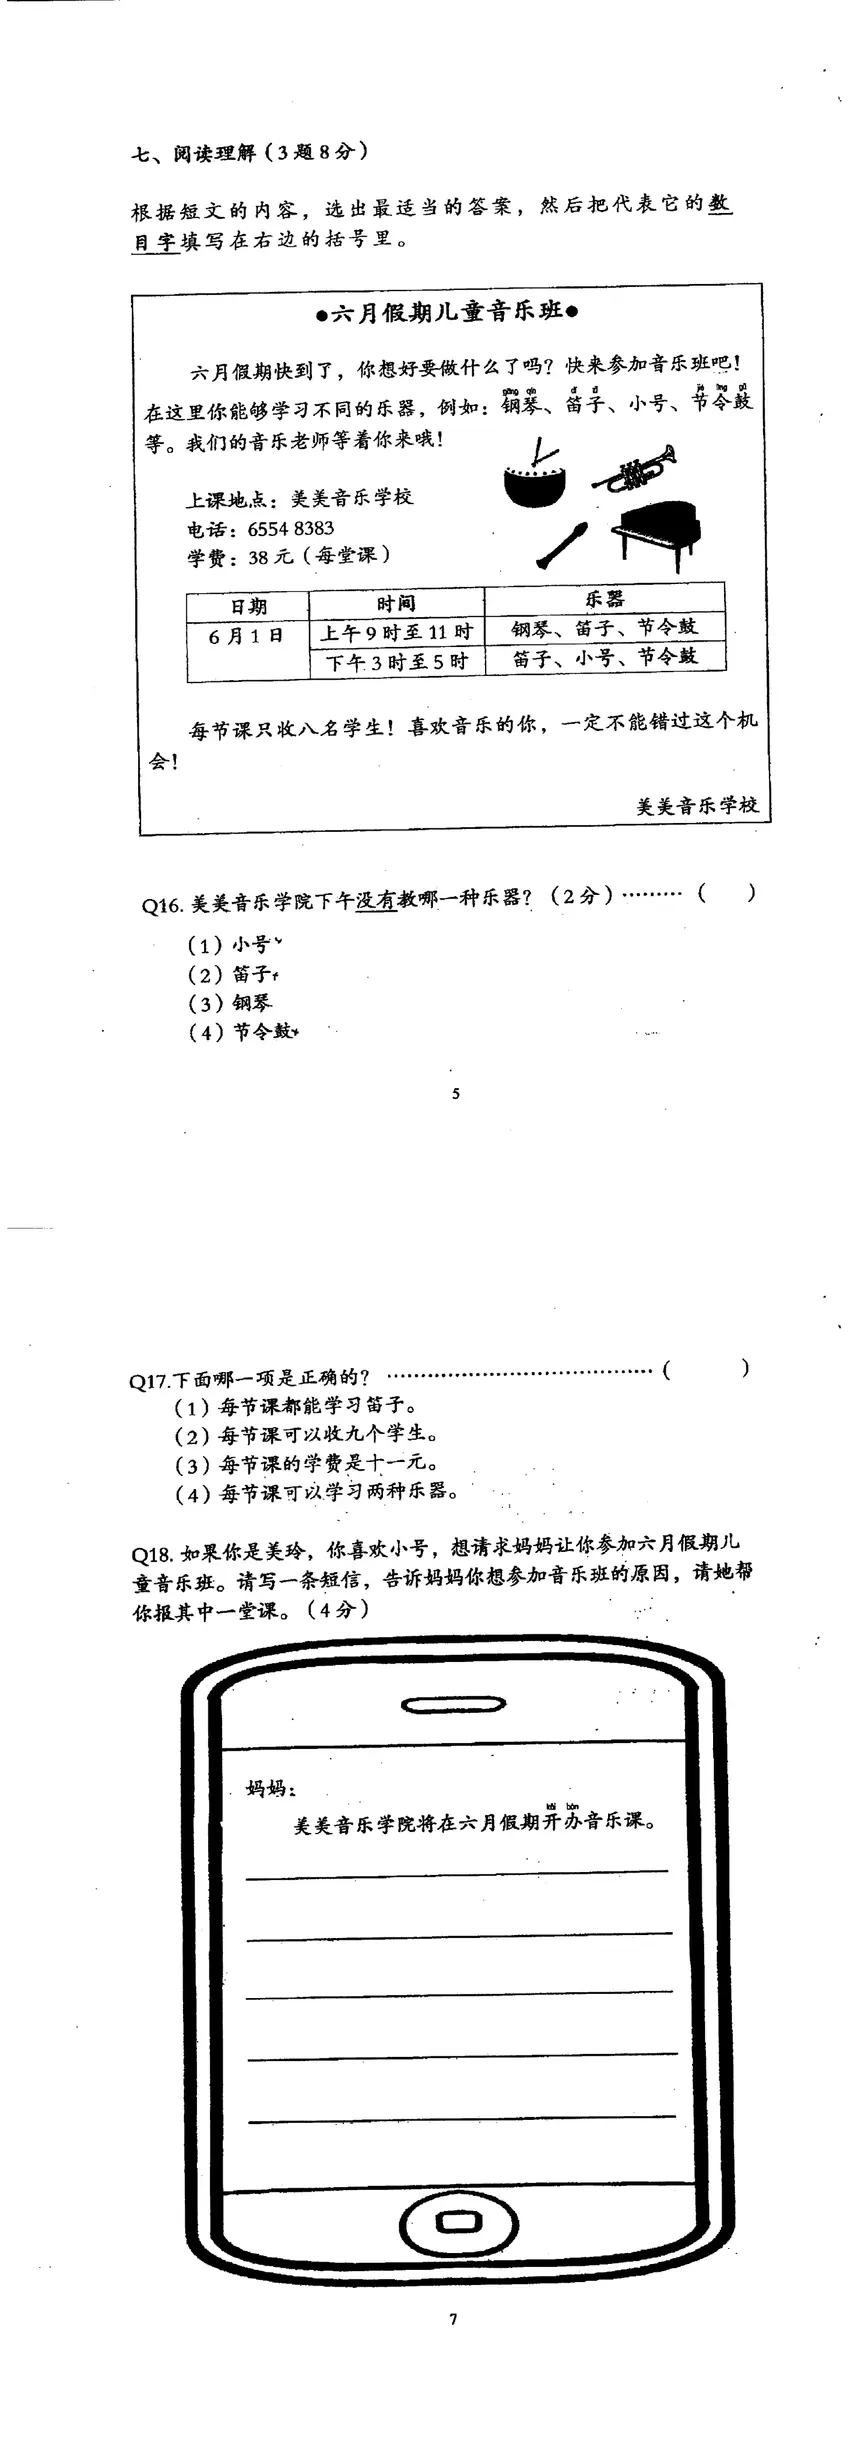 七、阅读理解（3题8分）
根据短文的内容，选出最适当的答案，然后把代表它的数
目字填写在右边的括号里。
●六月假期儿童音乐班●
六月假期快到了，你想好要做什么了吗？快来参加音乐班吧！
gāng qín dí zi jié lìng gǔ
在这里你能够学习不同的乐器，例如：钢琴、笛子、小号、节令鼓
等。我们的音乐老师等着你来哦！
上课地点：美美音乐学校
电话：6554 8383
学费：38元（每堂课）
日期 时间 乐器
6月1日 上午9时至11时 钢琴、笛子、节令鼓
下午3时至5时 笛子、小号、节令鼓
每节课只收八名学生！喜欢音乐的你，一定不能错过这个机
会！
美美音乐学校
Q16. 美美音乐学院下午没有教哪一种乐器？（2分）………（ ）
（1）小号
（2）笛子
（3）钢琴
（4）节令鼓
5
Q17.下面哪一项是正确的？ …………………………………（ ）
（1）每节课都能学习笛子。
（2）每节课可以收九个学生。
（3）每节课的学费是十一元。
（4）每节课可以学习两种乐器。
Q18. 如果你是美玲，你喜欢小号，想请求妈妈让你参加六月假期儿
童音乐班。请写一条短信，告诉妈妈你想参加音乐班的原因，请她帮
你报其中一堂课。（4分）
妈妈：
kāi bàn
美美音乐学院将在六月假期开办音乐课。
7